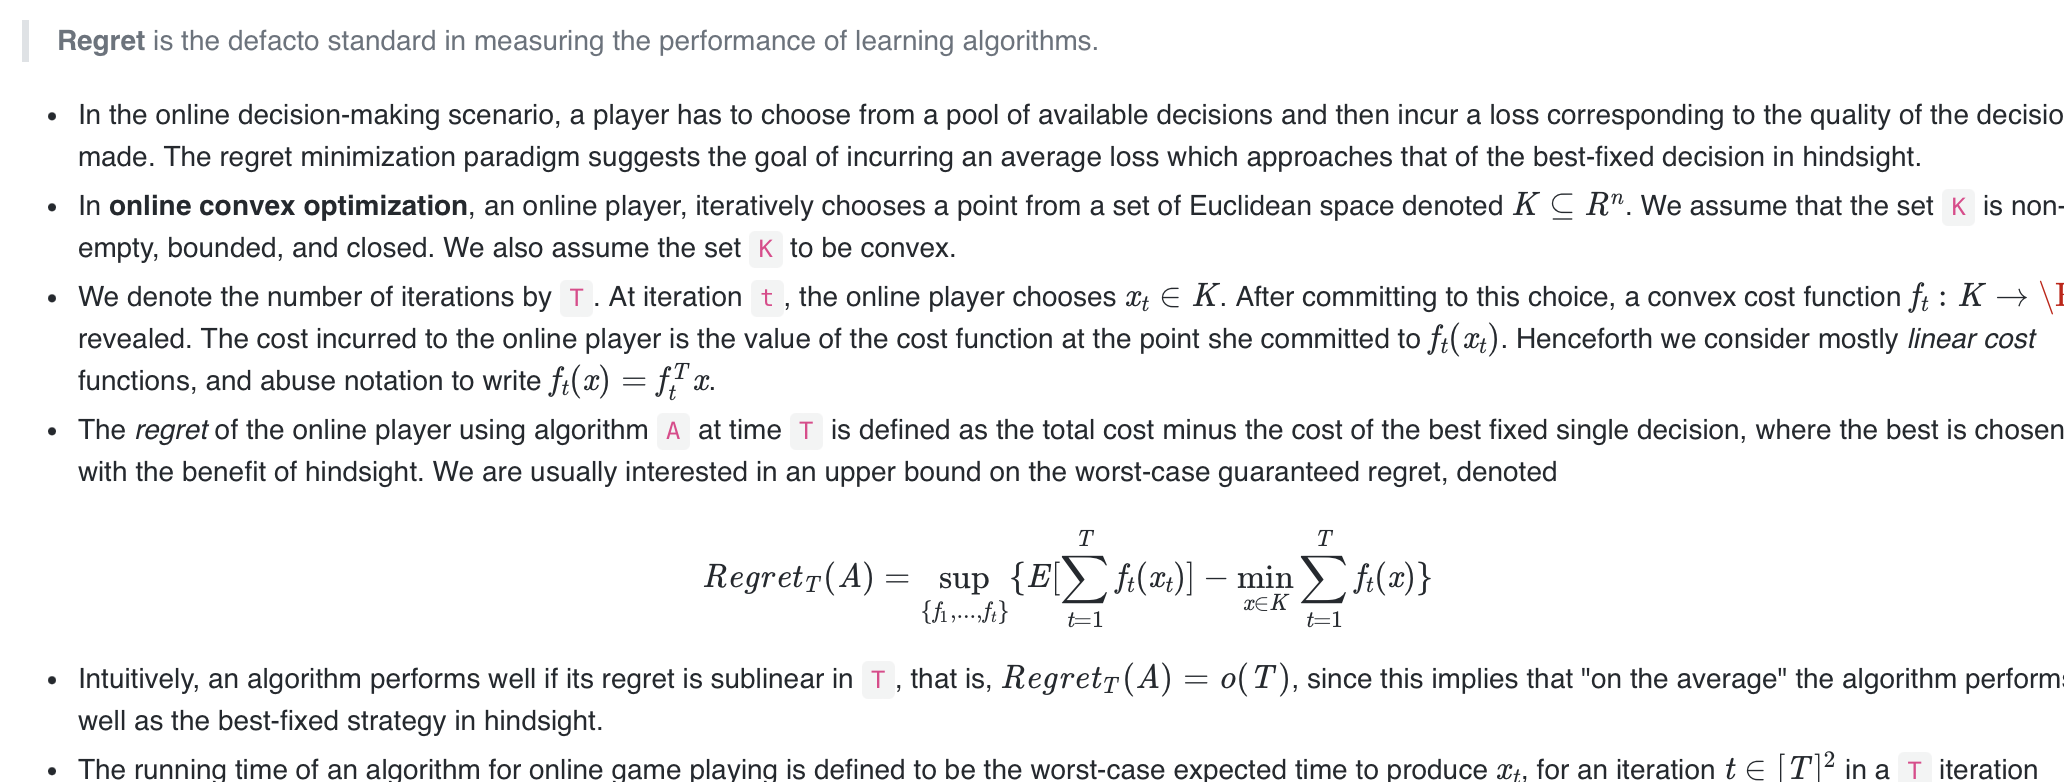 Regret is the defacto standard in measuring the performance of learning algorithms.
• In the online decision-making scenario, a player has to choose from a pool of available decisions and then incur a loss corresponding to the quality of the decisio
made. The regret minimization paradigm suggests the goal of incurring an average loss which approaches that of the best-fixed decision in hindsight.
• In online convex optimization, an online player, iteratively chooses a point from a set of Euclidean space denoted K ⊆ Rⁿ. We assume that the set K is non-
empty, bounded, and closed. We also assume the set K to be convex.
• We denote the number of iterations by T. At iteration t, the online player chooses x_t ∈ K. After committing to this choice, a convex cost function f_t : K → \
revealed. The cost incurred to the online player is the value of the cost function at the point she committed to f_t(x_t). Henceforth we consider mostly linear cost
functions, and abuse notation to write f_t(x) = f_t^T x.
• The regret of the online player using algorithm A at time T is defined as the total cost minus the cost of the best fixed single decision, where the best is chosen
with the benefit of hindsight. We are usually interested in an upper bound on the worst-case guaranteed regret, denoted
Regret_T(A) = sup_{{f_1,...,f_t}} {E[∑_{t=1}^{T} f_t(x_t)] − min_{x∈K} ∑_{t=1}^{T} f_t(x)}
• Intuitively, an algorithm performs well if its regret is sublinear in T, that is, Regret_T(A) = o(T), since this implies that "on the average" the algorithm performs
well as the best-fixed strategy in hindsight.
• The running time of an algorithm for online game playing is defined to be the worst-case expected time to produce x_t, for an iteration t ∈ [T]² in a T iteration